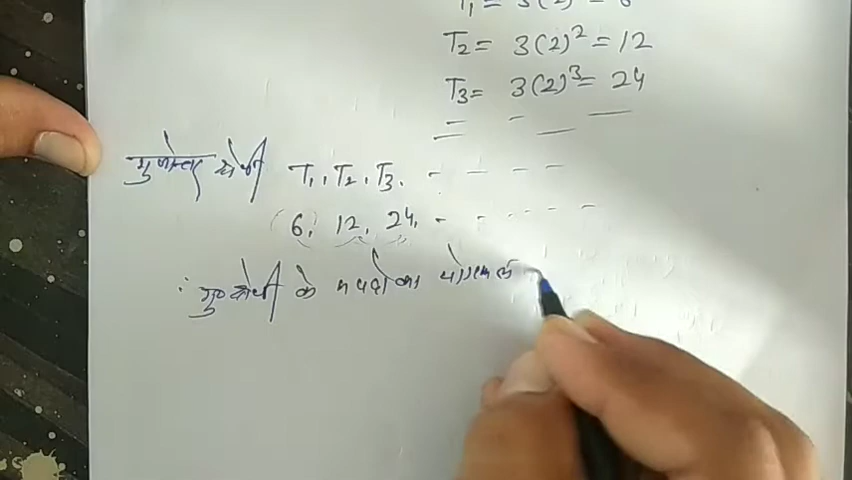 T₂ = 3(2)² = 12
T₃ = 3(2)³ = 24
गुणोत्तर श्रेणी T₁, T₂, T₃, - - - - -
6, 12, 24, - - - - -
∴ गु० श्रेणी के n पदों का योगफल